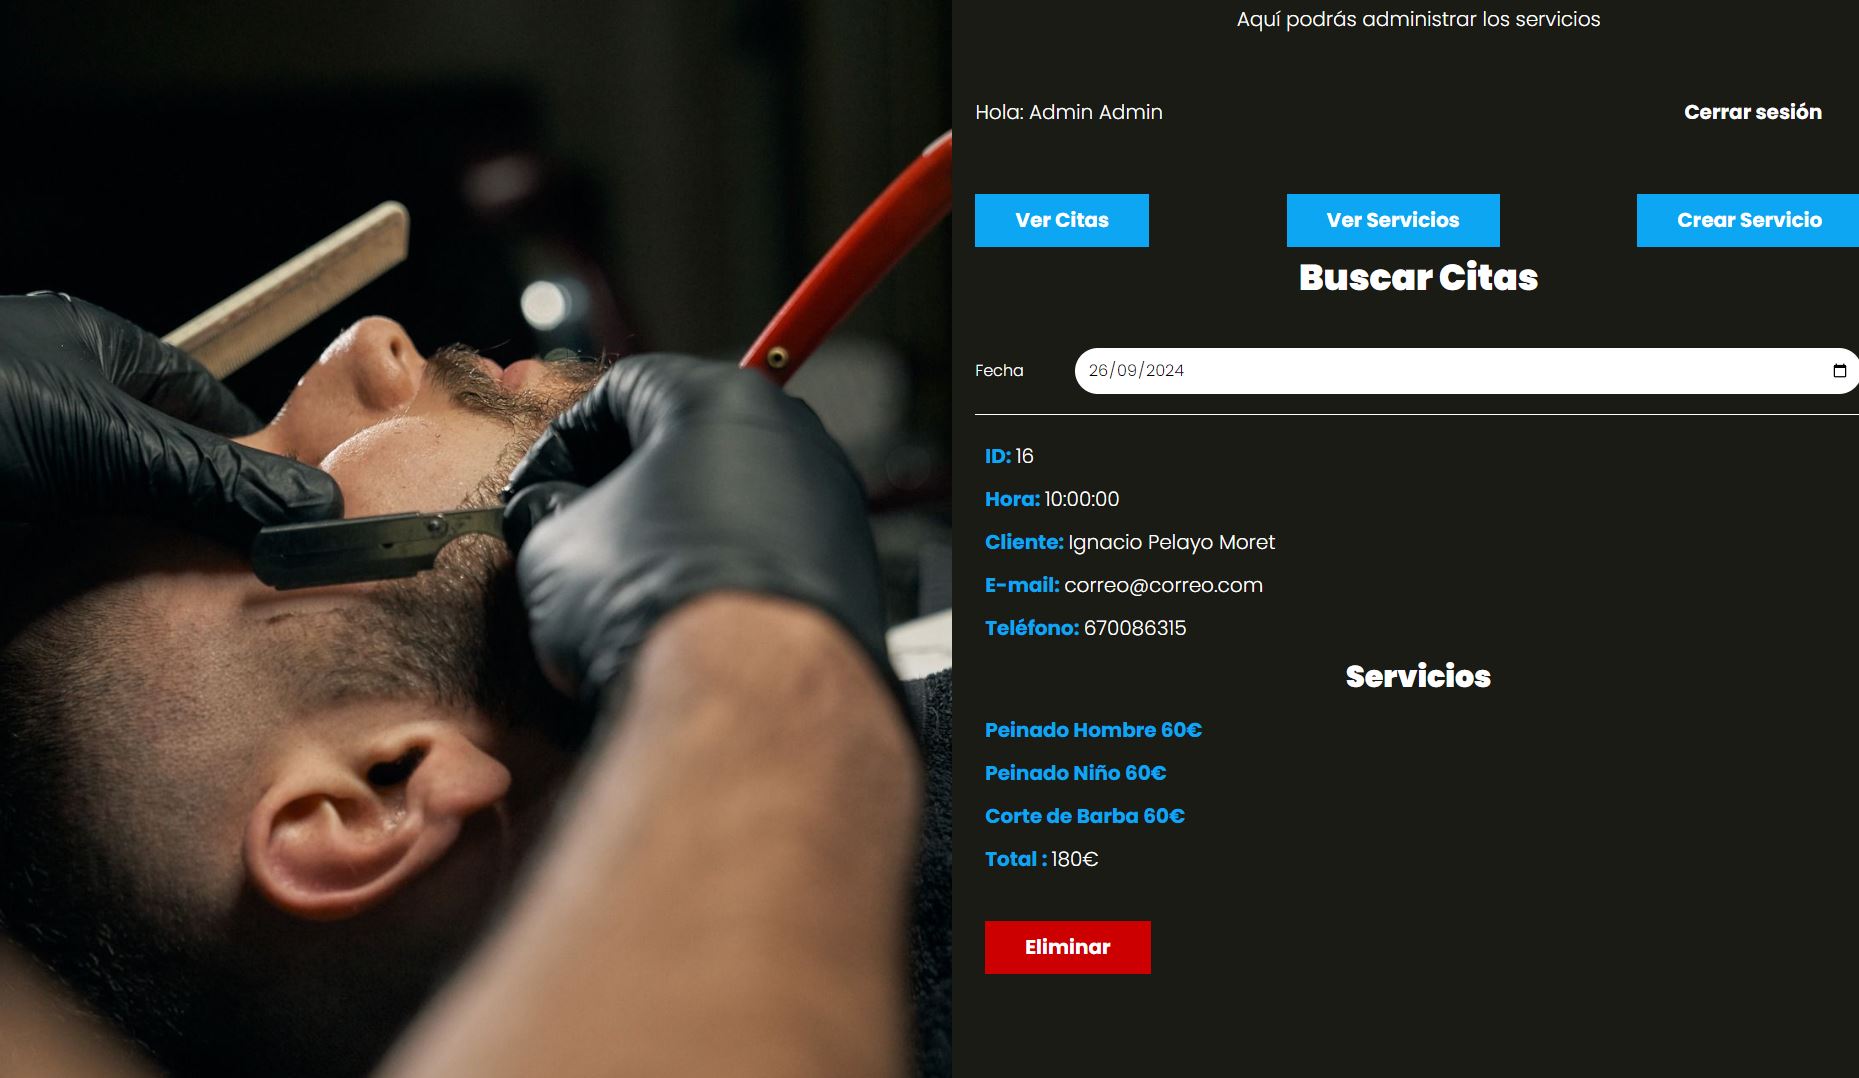 Aquí podrás administrar los servicios
Hola: Admin Admin
Cerrar sesión
Ver Citas
Ver Servicios
Crear Servicio
Buscar Citas
Fecha
26/09/2024
ID: 16
Hora: 10:00:00
Cliente: Ignacio Pelayo Moret
E-mail: correo@correo.com
Teléfono: 670086315
Servicios
Peinado Hombre 60€
Peinado Niño 60€
Corte de Barba 60€
Total : 180€
Eliminar